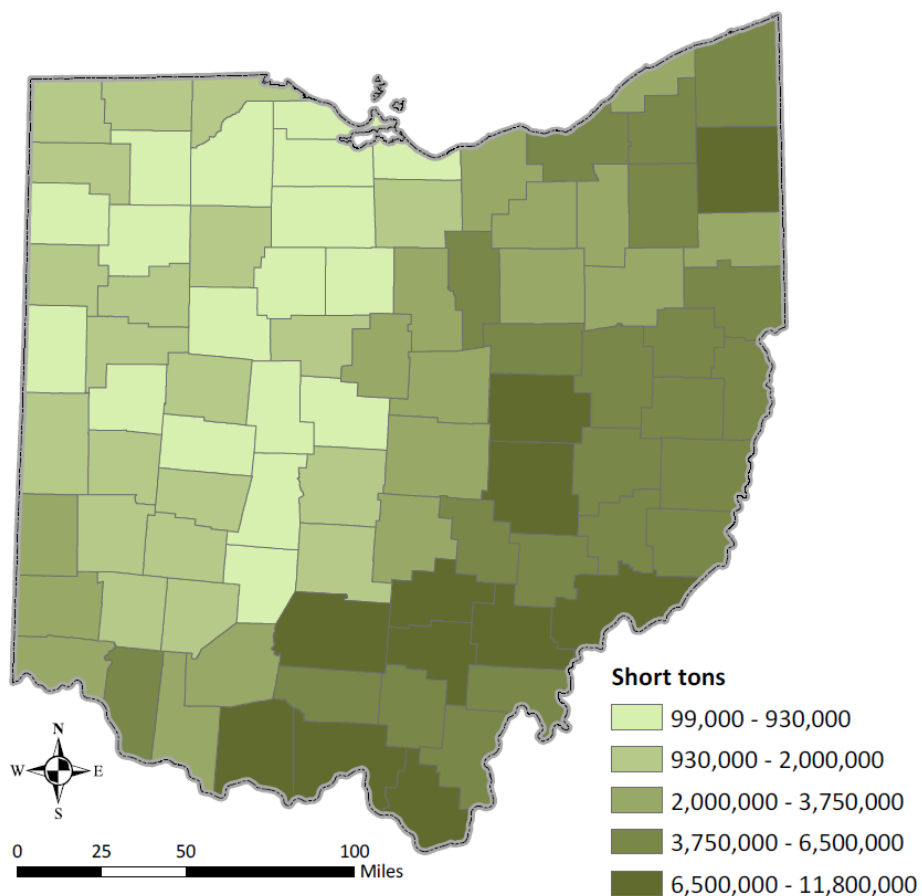 Short tons
99,000 - 930,000
930,000 - 2,000,000
2,000,000 - 3,750,000
3,750,000 - 6,500,000
6,500,000 - 11,800,000
N
W E
S
0 25 50 100
Miles